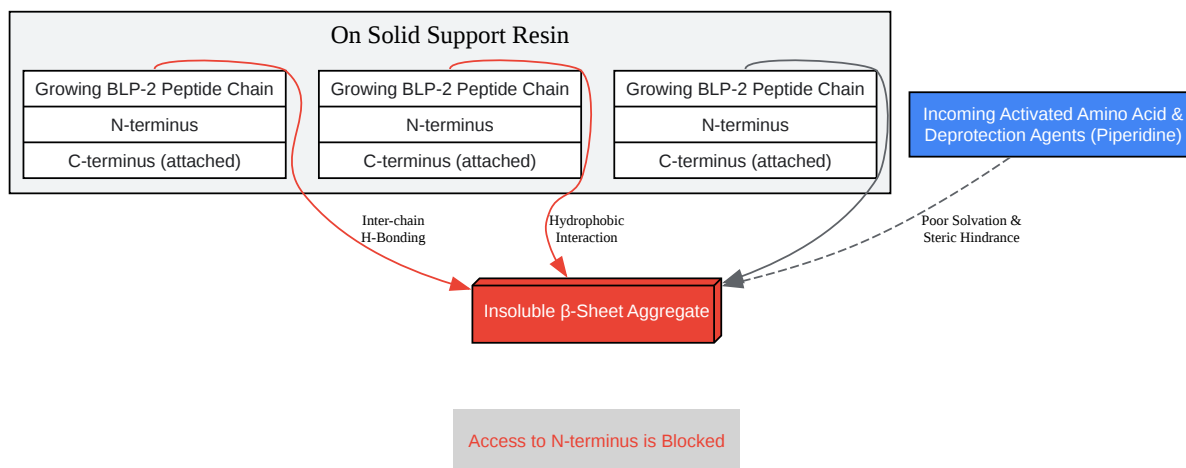 On Solid Support Resin
Growing BLP-2 Peptide Chain
N-terminus
C-terminus (attached)
Growing BLP-2 Peptide Chain
N-terminus
C-terminus (attached)
Growing BLP-2 Peptide Chain
N-terminus
C-terminus (attached)
Incoming Activated Amino Acid &
Deprotection Agents (Piperidine)
Inter-chain
H-Bonding
Hydrophobic
Interaction
Poor Solvation &
Steric Hindrance
Insoluble β-Sheet Aggregate
Access to N-terminus is Blocked